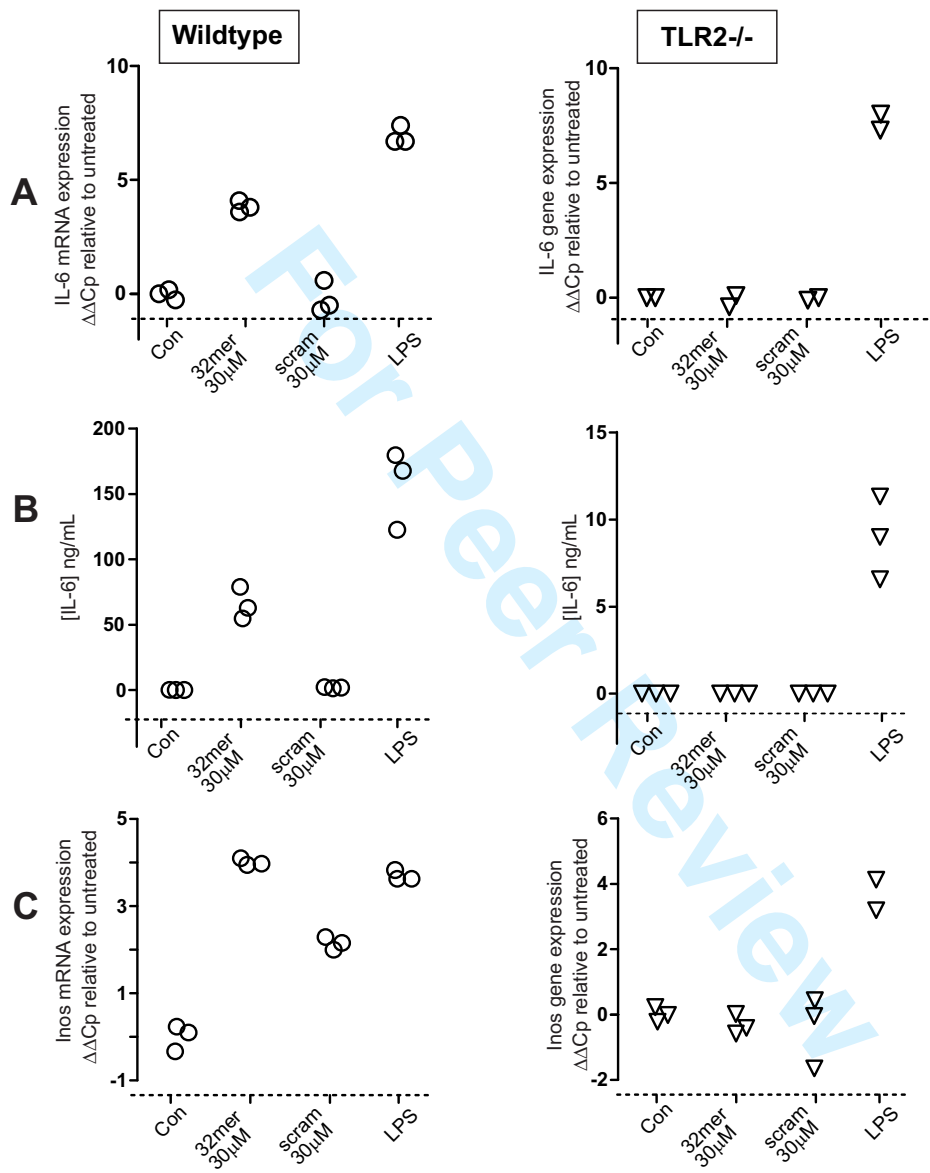 Wildtype
TLR2-/-
A
IL-6 mRNA expression
ΔΔCp relative to untreated
10
5
0
Con
32mer
30μM
scram
30μM
LPS
IL-6 gene expression
ΔΔCp relative to untreated
10
5
0
Con
32mer
30μM
scram
30μM
LPS
B
[IL-6] ng/mL
200
150
100
50
0
Con
32mer
30μM
scram
30μM
LPS
[IL-6] ng/mL
15
10
5
0
Con
32mer
30μM
scram
30μM
LPS
C
Inos mRNA expression
ΔΔCp relative to untreated
5
3
1
-1
Con
32mer
30μM
scram
30μM
LPS
Inos gene expression
ΔΔCp relative to untreated
6
4
2
0
-2
Con
32mer
30μM
scram
30μM
LPS
For Peer Review